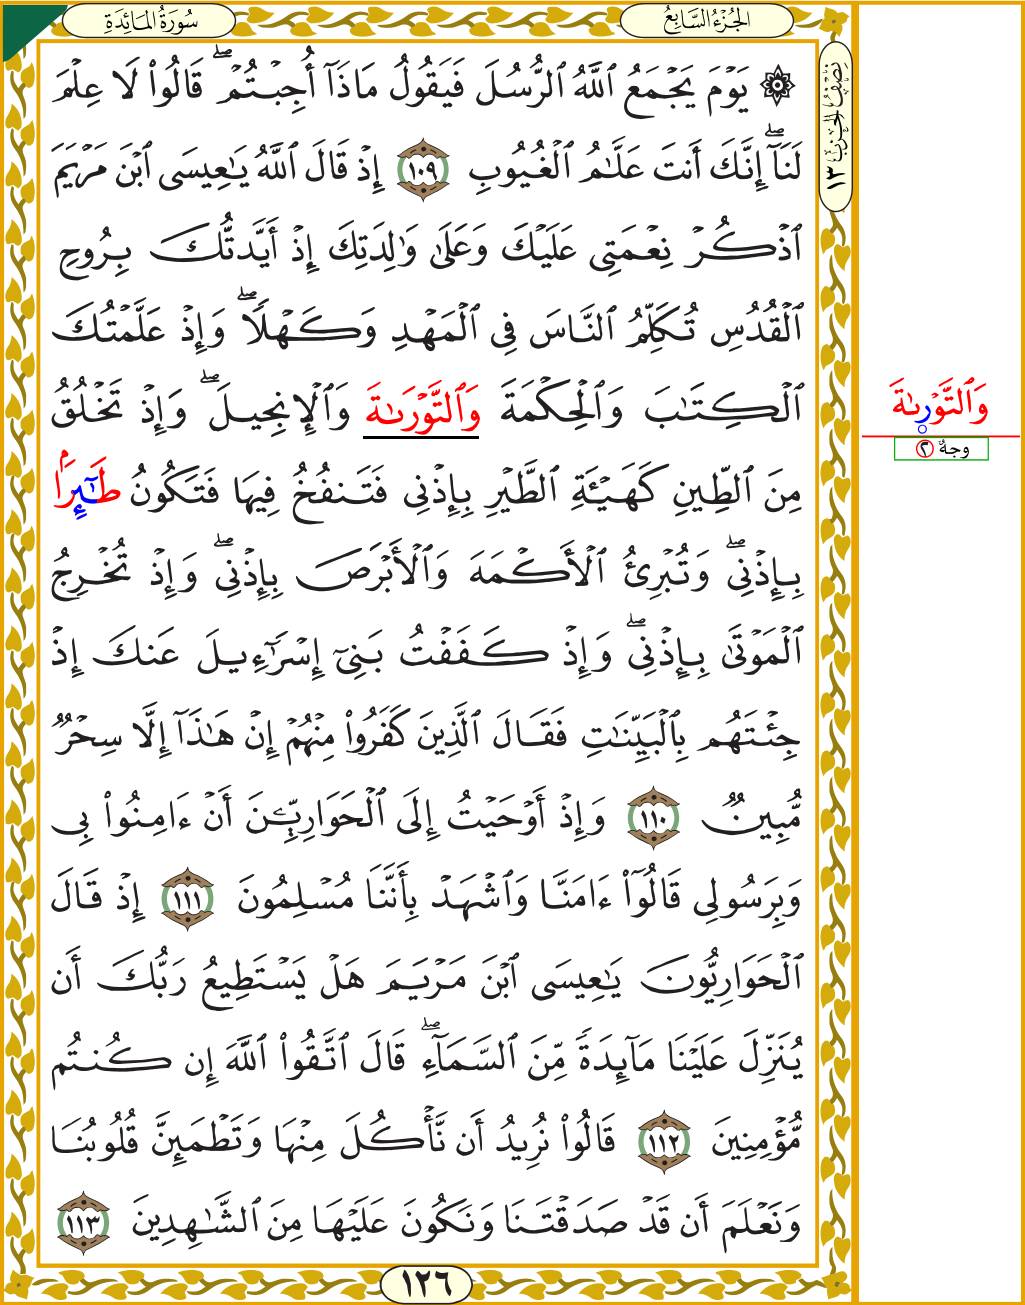 سُورَةُ المَائِدَةِ
الجُزْءُ السَّابِعُ
۞ يَوْمَ يَجْمَعُ ٱللَّهُ ٱلرُّسُلَ فَيَقُولُ مَاذَآ أُجِبْتُمْۖ قَالُوا۟ لَا عِلْمَ
لَنَآۖ إِنَّكَ أَنتَ عَلَّٰمُ ٱلْغُيُوبِ ١٠٩ إِذْ قَالَ ٱللَّهُ يَٰعِيسَى ٱبْنَ مَرْيَمَ
ٱذْكُرْ نِعْمَتِى عَلَيْكَ وَعَلَىٰ وَٰلِدَتِكَ إِذْ أَيَّدتُّكَ بِرُوحِ
ٱلْقُدُسِ تُكَلِّمُ ٱلنَّاسَ فِى ٱلْمَهْدِ وَكَهْلًاۖ وَإِذْ عَلَّمْتُكَ
ٱلْكِتَٰبَ وَٱلْحِكْمَةَ وَٱلتَّوْرَىٰةَ وَٱلْإِنجِيلَۖ وَإِذْ تَخْلُقُ
مِنَ ٱلطِّينِ كَهَيْـَٔةِ ٱلطَّيْرِ بِإِذْنِى فَتَنفُخُ فِيهَا فَتَكُونُ طَٰٓئِرًۢا
بِإِذْنِىۖ وَتُبْرِئُ ٱلْأَكْمَهَ وَٱلْأَبْرَصَ بِإِذْنِىۖ وَإِذْ تُخْرِجُ
ٱلْمَوْتَىٰ بِإِذْنِىۖ وَإِذْ كَفَفْتُ بَنِىٓ إِسْرَٰٓءِيلَ عَنكَ إِذْ
جِئْتَهُم بِٱلْبَيِّنَٰتِ فَقَالَ ٱلَّذِينَ كَفَرُوا۟ مِنْهُمْ إِنْ هَٰذَآ إِلَّا سِحْرٌ
مُّبِينٌ ١١٠ وَإِذْ أَوْحَيْتُ إِلَى ٱلْحَوَارِيِّـۧنَ أَنْ ءَامِنُوا۟ بِى
وَبِرَسُولِى قَالُوٓا۟ ءَامَنَّا وَٱشْهَدْ بِأَنَّنَا مُسْلِمُونَ ١١١ إِذْ قَالَ
ٱلْحَوَارِيُّونَ يَٰعِيسَى ٱبْنَ مَرْيَمَ هَلْ يَسْتَطِيعُ رَبُّكَ أَن
يُنَزِّلَ عَلَيْنَا مَآئِدَةً مِّنَ ٱلسَّمَآءِۖ قَالَ ٱتَّقُوا۟ ٱللَّهَ إِن كُنتُم
مُّؤْمِنِينَ ١١٢ قَالُوا۟ نُرِيدُ أَن نَّأْكُلَ مِنْهَا وَتَطْمَئِنَّ قُلُوبُنَا
وَنَعْلَمَ أَن قَدْ صَدَقْتَنَا وَنَكُونَ عَلَيْهَا مِنَ ٱلشَّٰهِدِينَ ١١٣
١٢٦
نِصْفُ الحِزْبِ ١٣
وَٱلتَّوْرِىٰةَ
وجهٌ ٢